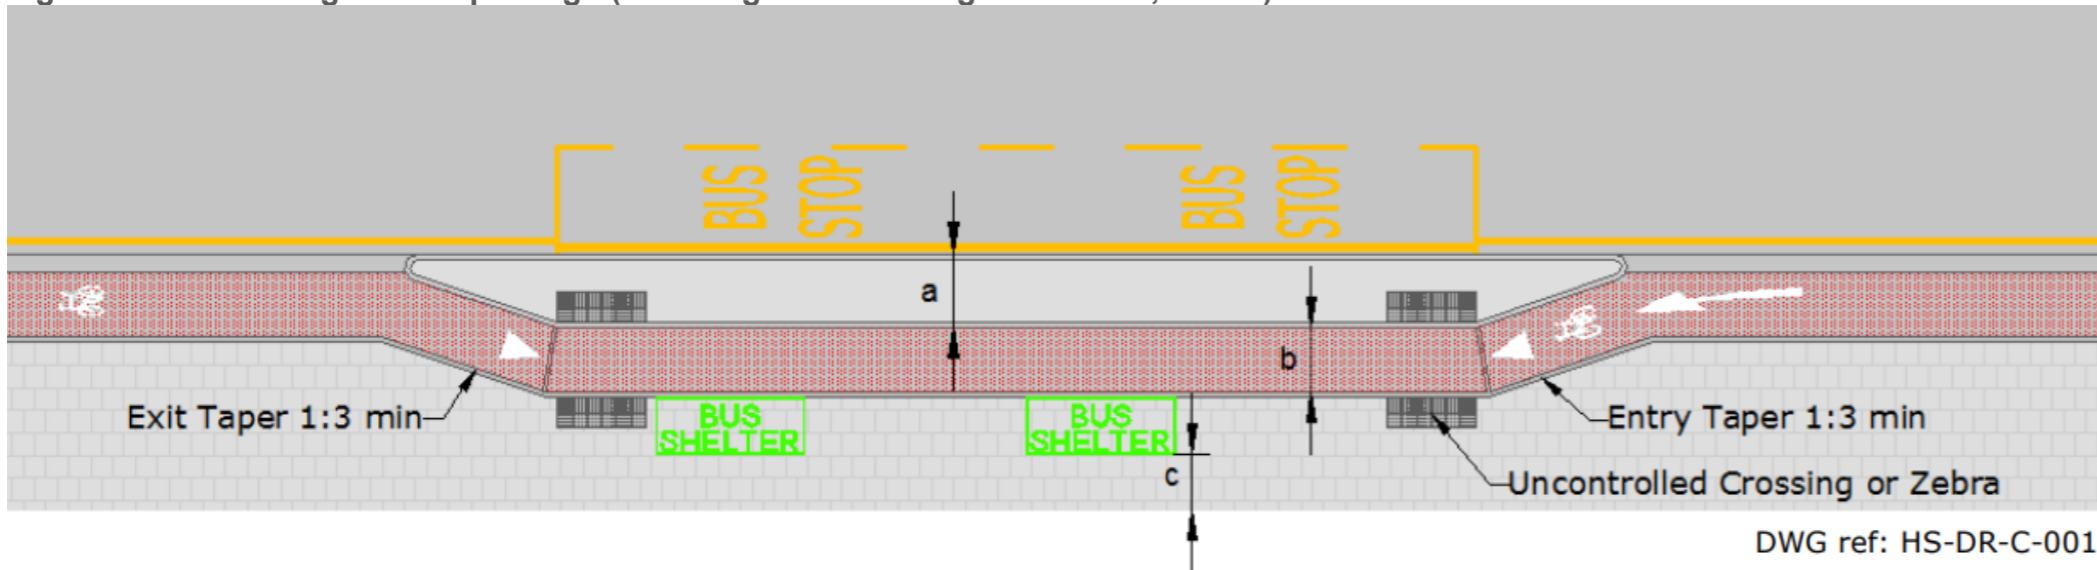 BUS STOP
BUS STOP
a
b
BUS
SHELTER
BUS
SHELTER
Exit Taper 1:3 min
Entry Taper 1:3 min
c
Uncontrolled Crossing or Zebra
DWG ref: HS-DR-C-001